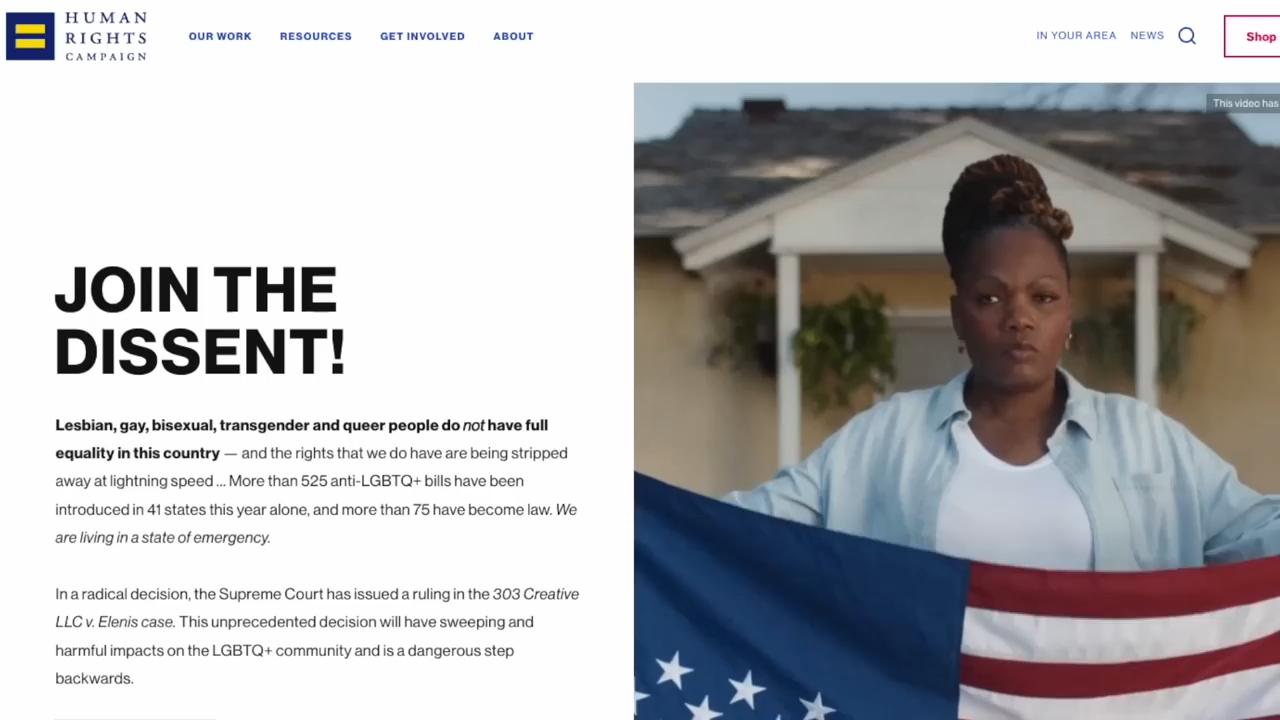 HUMAN
RIGHTS
CAMPAIGN
OUR WORK RESOURCES GET INVOLVED ABOUT
IN YOUR AREA NEWS
Shop
This video has
JOIN THE
DISSENT!
Lesbian, gay, bisexual, transgender and queer people do not have full
equality in this country — and the rights that we do have are being stripped
away at lightning speed ... More than 525 anti-LGBTQ+ bills have been
introduced in 41 states this year alone, and more than 75 have become law. We
are living in a state of emergency.
In a radical decision, the Supreme Court has issued a ruling in the 303 Creative
LLC v. Elenis case. This unprecedented decision will have sweeping and
harmful impacts on the LGBTQ+ community and is a dangerous step
backwards.